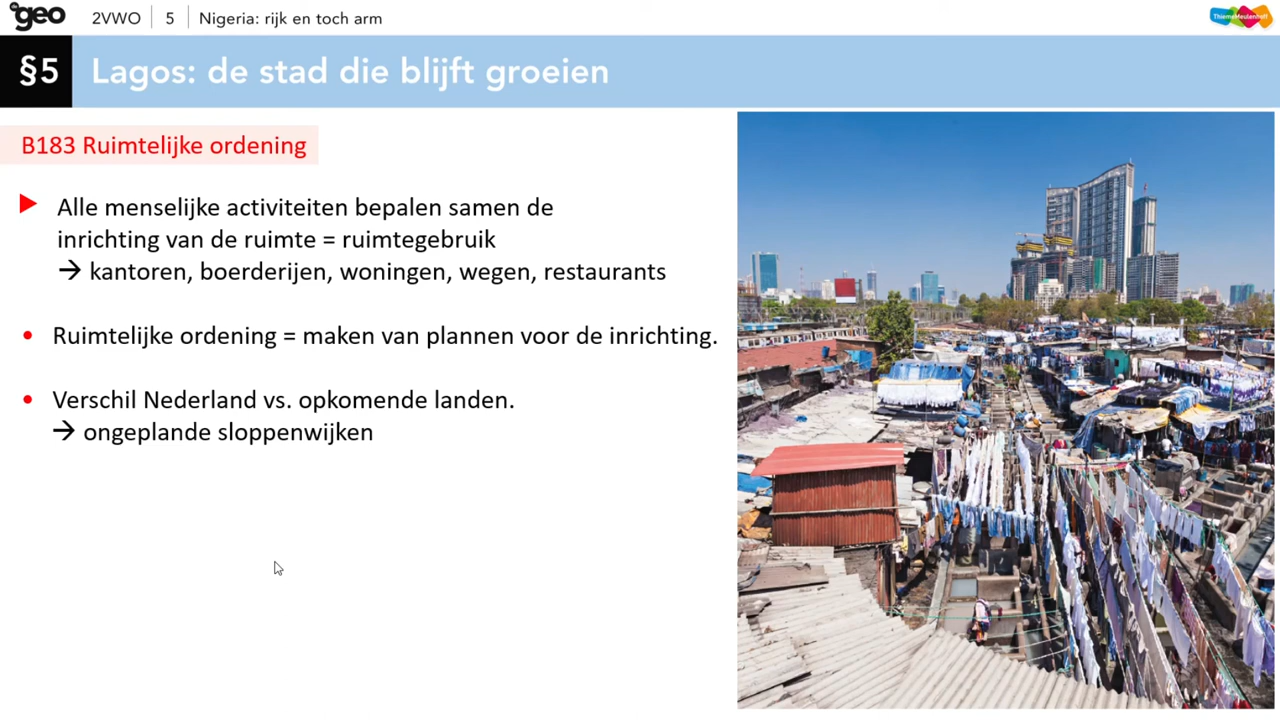 geo 2VWO 5 Nigeria: rijk en toch arm
ThiemeMeulenhoff
§5 Lagos: de stad die blijft groeien
B183 Ruimtelijke ordening
Alle menselijke activiteiten bepalen samen de
inrichting van de ruimte = ruimtegebruik
→ kantoren, boerderijen, woningen, wegen, restaurants
• Ruimtelijke ordening = maken van plannen voor de inrichting.
• Verschil Nederland vs. opkomende landen.
→ ongeplande sloppenwijken